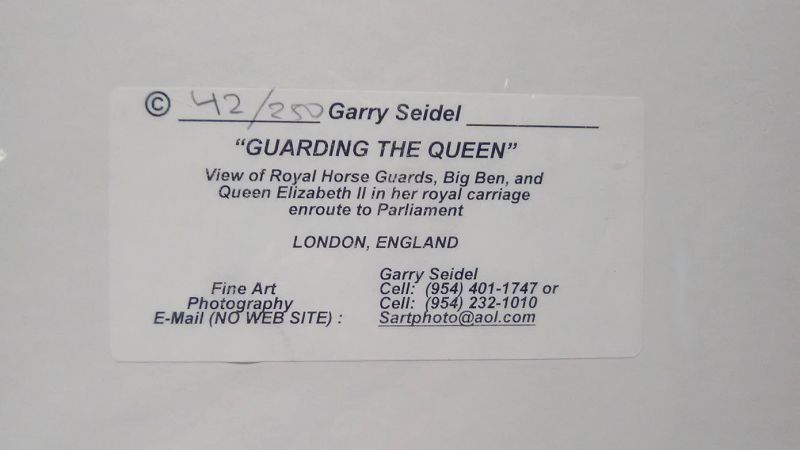 © 42/250 Garry Seidel
"GUARDING THE QUEEN"
View of Royal Horse Guards, Big Ben, and
Queen Elizabeth II in her royal carriage
enroute to Parliament
LONDON, ENGLAND
Fine Art
Photography
E-Mail (NO WEB SITE) :
Garry Seidel
Cell: (954) 401-1747 or
Cell: (954) 232-1010
Sartphoto@aol.com